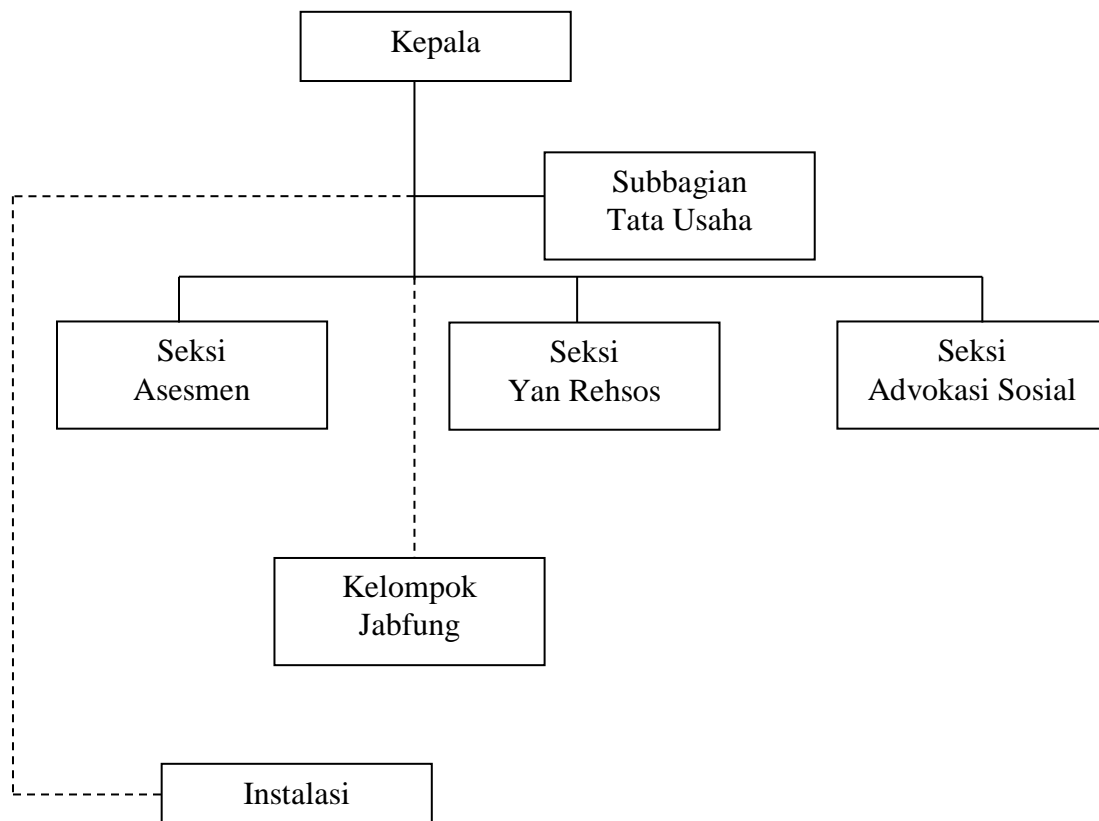 Kepala
Subbagian
Tata Usaha
Seksi
Asesmen
Seksi
Yan Rehsos
Seksi
Advokasi Sosial
Kelompok
Jabfung
Instalasi